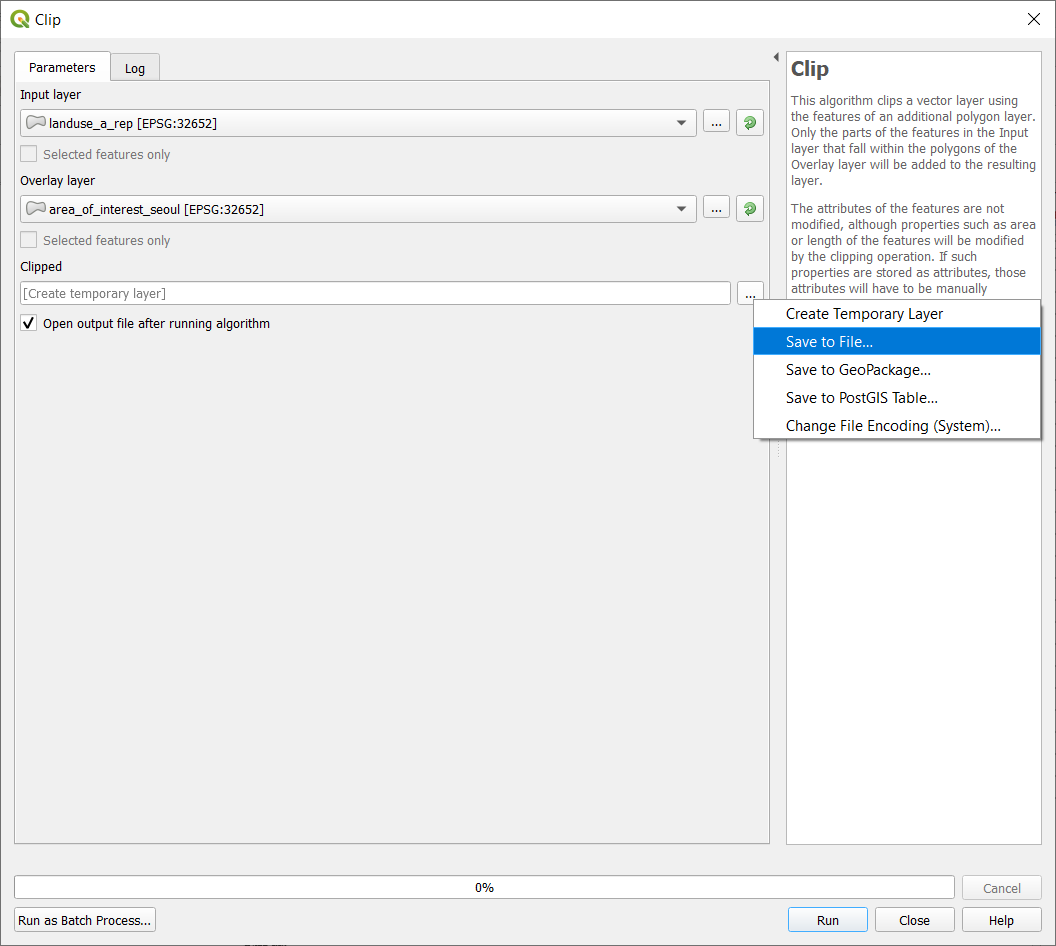 Clip
Parameters
Log
Input layer
landuse_a_rep [EPSG:32652]
...
Selected features only
Overlay layer
area_of_interest_seoul [EPSG:32652]
...
Selected features only
Clipped
[Create temporary layer]
...
Open output file after running algorithm
Clip
This algorithm clips a vector layer using
the features of an additional polygon layer.
Only the parts of the features in the Input
layer that fall within the polygons of the
Overlay layer will be added to the resulting
layer.
The attributes of the features are not
modified, although properties such as area
or length of the features will be modified
by the clipping operation. If such
properties are stored as attributes, those
attributes will have to be manually
Create Temporary Layer
Save to File...
Save to GeoPackage...
Save to PostGIS Table...
Change File Encoding (System)...
0%
Cancel
Run as Batch Process...
Run
Close
Help